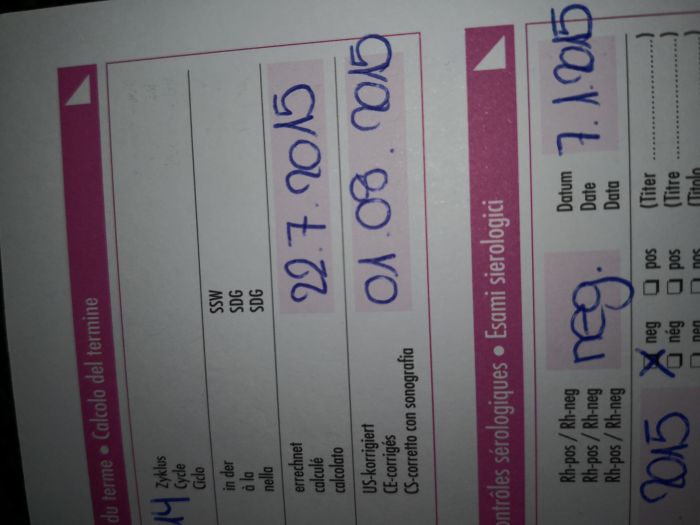 du terme • Calcolo del termine
14 Zyklus
Cycle
Ciclo
in der SSW
à la SDG
nella SDG
errechnet 22.7.2015
calculé
calcolato
US-korrigiert 01.08.2015
CE-corrigés
CS-corretto con sonografia
ontrôles sérologiques • Esami sierologici
Rh-pos / Rh-neg neg. Datum 7.1.2015
Rh-pos / Rh-neg Date
Rh-pos / Rh-neg Data
2015 X neg ☐ pos (Titer ............)
☐ nég ☐ pos (Titre ............)
☐ neg ☐ pos (Titolo